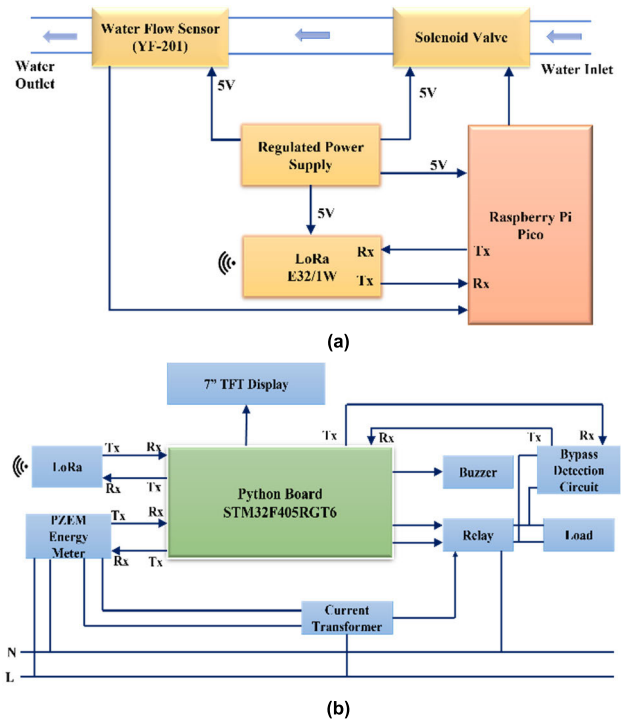 Water Flow Sensor
(YF-201)
Solenoid Valve
Water
Outlet
Water Inlet
5V
5V
Regulated Power
Supply
5V
5V
Raspberry Pi
Pico
LoRa
E32/1W
Rx
Tx
Tx
Rx
(a)
7” TFT Display
Tx
Rx
Tx
Rx
LoRa
Tx
Rx
Rx
Tx
Python Board
STM32F405RGT6
Buzzer
Bypass
Detection
Circuit
PZEM
Energy
Meter
Tx
Rx
Rx
Tx
Relay
Load
Current
Transformer
N
L
(b)